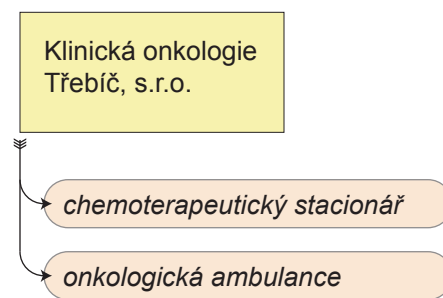 Klinická onkologie
Třebíč, s.r.o.
chemoterapeutický stacionář
onkologická ambulance